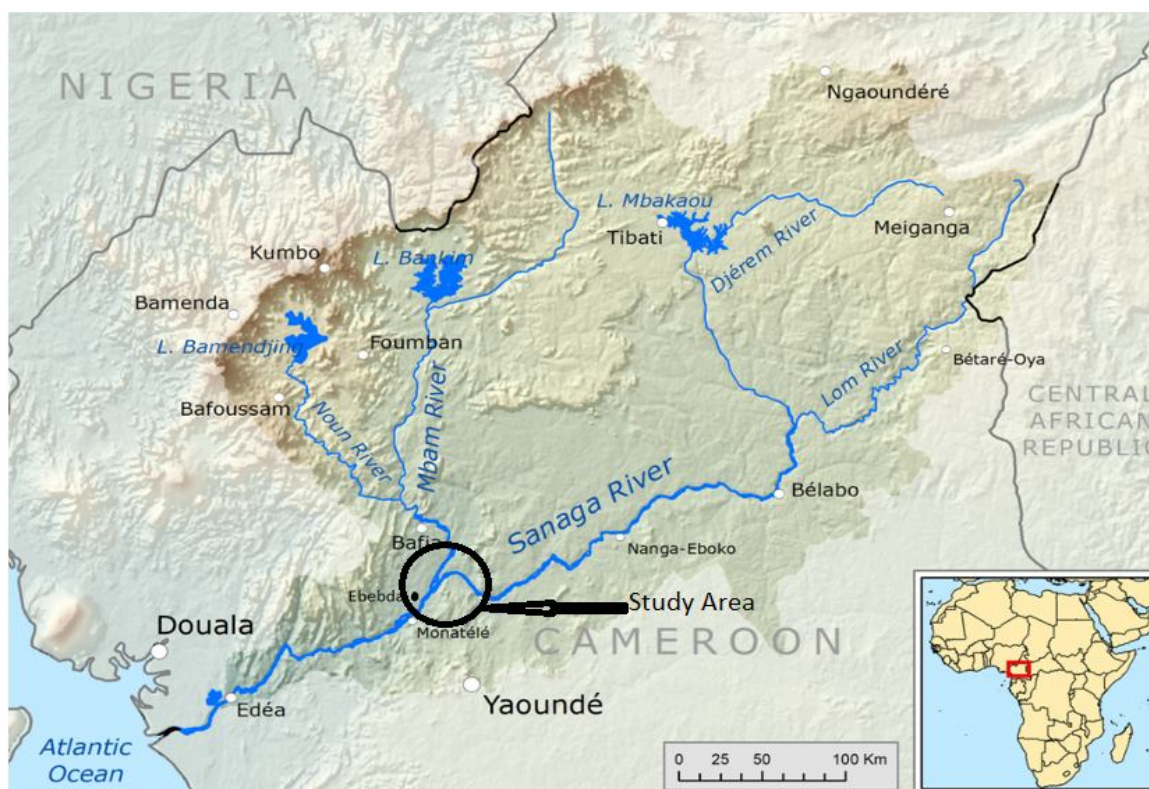 NIGERIA
Ngaoundéré
L. Mbakaou
Tibati
Djérem River
Meiganga
Kumbo
L. Bankim
Bamenda
L. Bamendjing
Foumban
Bafoussam
Noun River
Mbam River
Lom River
Bétaré-Oya
CENTRAL
AFRICAN
REPUBLIC
Sanaga River
Bélabo
Bafia
Nanga-Eboko
Ebebda
Study Area
Monatélé
CAMEROON
Douala
Yaoundé
Edéa
Atlantic
Ocean
0 25 50 100 Km